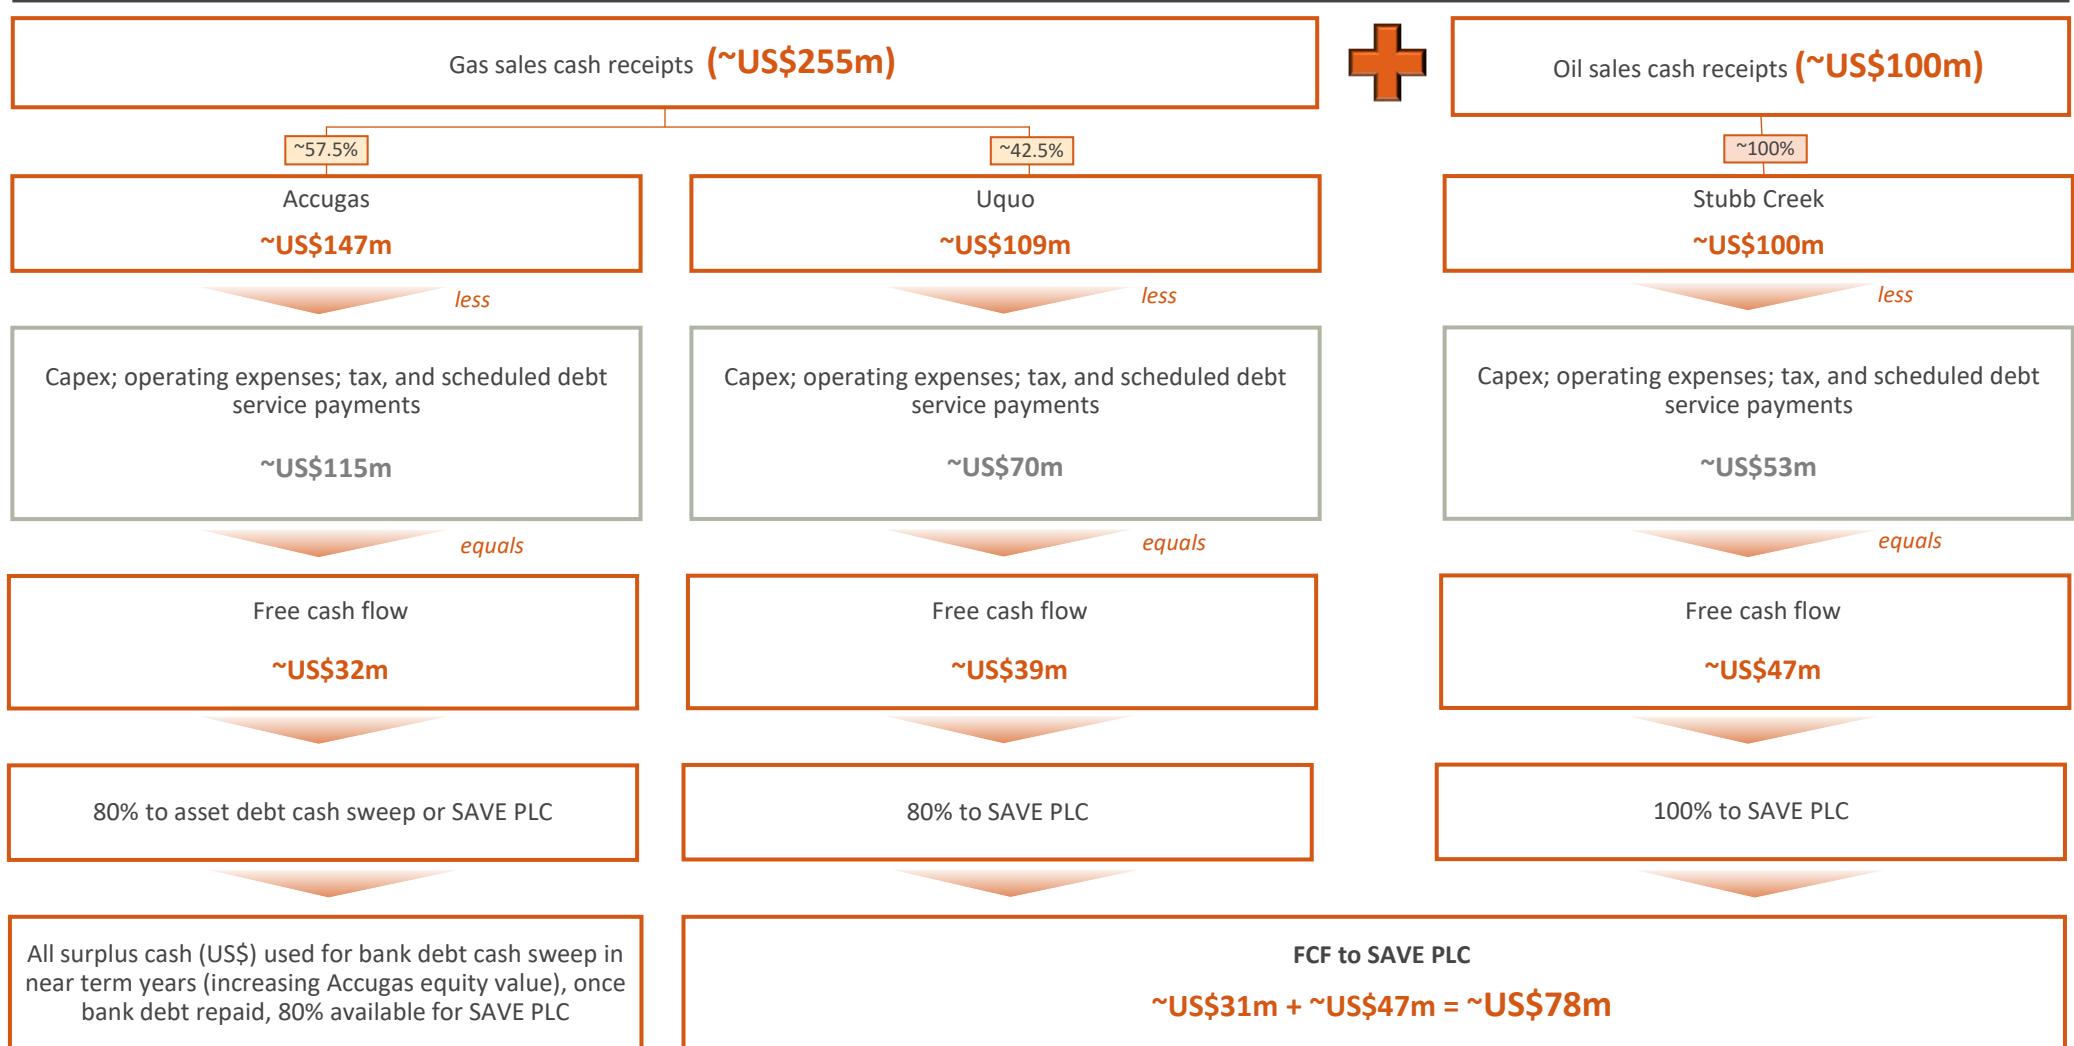 Gas sales cash receipts (~US$255m)
Oil sales cash receipts (~US$100m)
~57.5%
~42.5%
~100%
Accugas
~US$147m
Uquo
~US$109m
Stubb Creek
~US$100m
less
less
less
Capex; operating expenses; tax, and scheduled debt
service payments
~US$115m
Capex; operating expenses; tax, and scheduled debt
service payments
~US$70m
Capex; operating expenses; tax, and scheduled debt
service payments
~US$53m
equals
equals
equals
Free cash flow
~US$32m
Free cash flow
~US$39m
Free cash flow
~US$47m
80% to asset debt cash sweep or SAVE PLC
80% to SAVE PLC
100% to SAVE PLC
All surplus cash (US$) used for bank debt cash sweep in
near term years (increasing Accugas equity value), once
bank debt repaid, 80% available for SAVE PLC
FCF to SAVE PLC
~US$31m + ~US$47m = ~US$78m